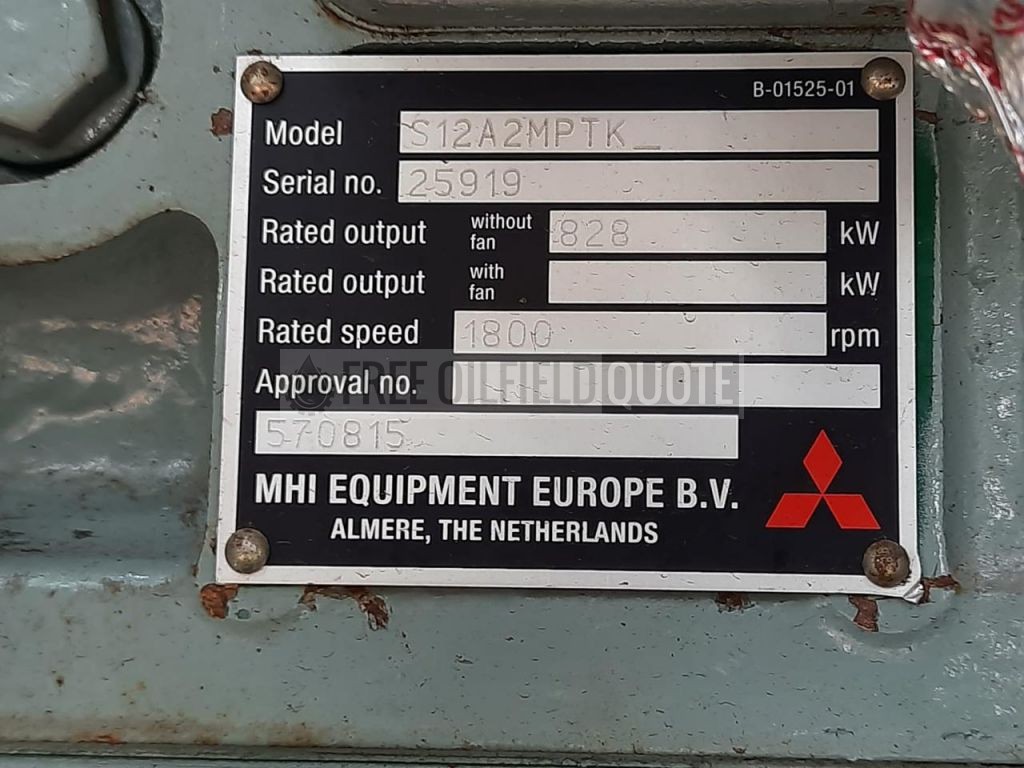 B-01525-01
Model S12A2MPTK_
Serial no. 25919
Rated output without fan 828 kW
Rated output with fan kW
Rated speed 1800 rpm
Approval no.
FREE OILFIELD QUOTE
570815
MHI EQUIPMENT EUROPE B.V.
ALMERE, THE NETHERLANDS